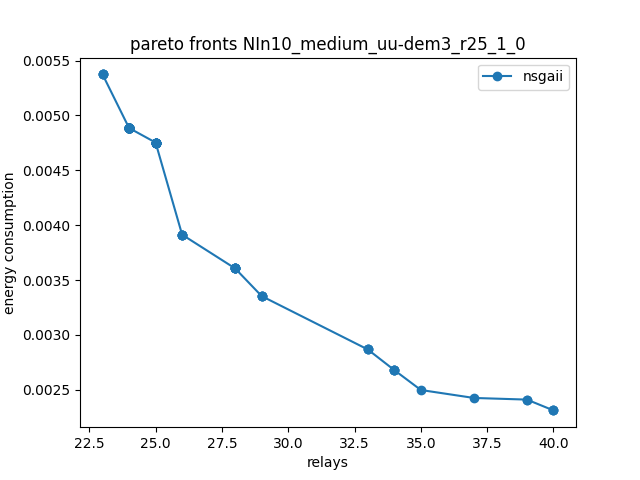 pareto fronts NIn10_medium_uu-dem3_r25_1_0
nsgaii
energy consumption
0.0055
0.0050
0.0045
0.0040
0.0035
0.0030
0.0025
22.5 25.0 27.5 30.0 32.5 35.0 37.5 40.0
relays